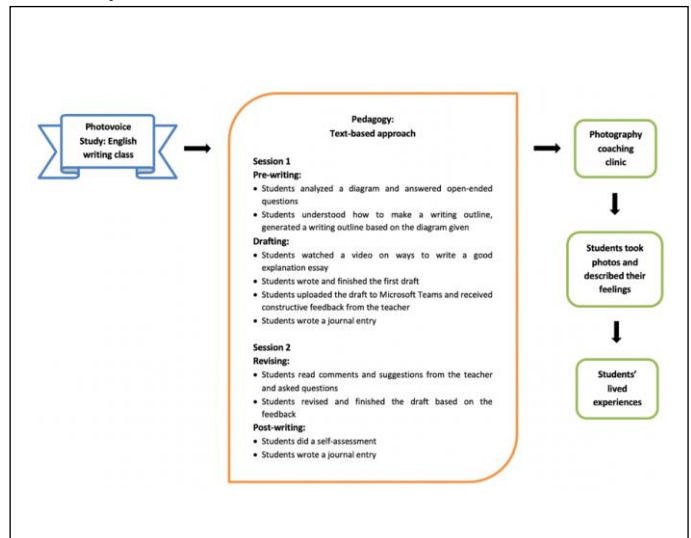 Photovoice
Study: English
writing class
Pedagogy:
Text-based approach
Session 1
Pre-writing:
• Students analyzed a diagram and answered open-ended
questions
• Students understood how to make a writing outline,
generated a writing outline based on the diagram given
Drafting:
• Students watched a video on ways to write a good
explanation essay
• Students wrote and finished the first draft
• Students uploaded the draft to Microsoft Teams and received
constructive feedback from the teacher
• Students wrote a journal entry
Session 2
Revising:
• Students read comments and suggestions from the teacher
and asked questions
• Students revised and finished the draft based on the
feedback
Post-writing:
• Students did a self-assessment
• Students wrote a journal entry
Photography
coaching
clinic
Students took
photos and
described their
feelings
Students'
lived
experiences